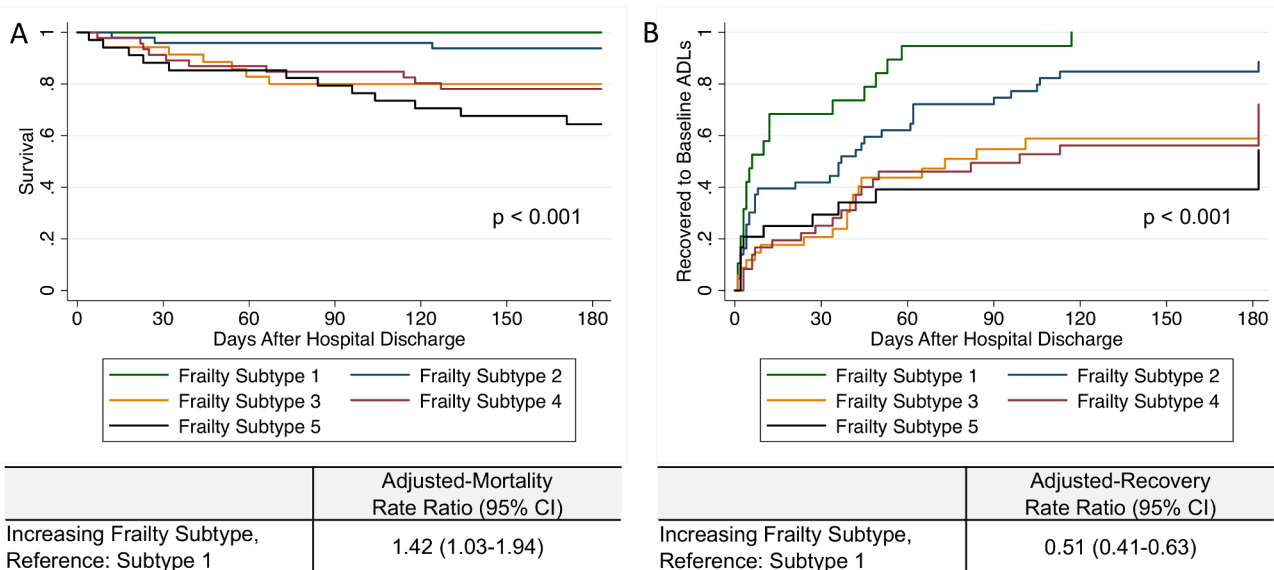 A
1
.8
.6
.4
.2
0
Survival
p < 0.001
0 30 60 90 120 150 180
Days After Hospital Discharge
Frailty Subtype 1 Frailty Subtype 2
Frailty Subtype 3 Frailty Subtype 4
Frailty Subtype 5
Adjusted-Mortality
Rate Ratio (95% CI)
Increasing Frailty Subtype,
Reference: Subtype 1
1.42 (1.03-1.94)
B
1
.8
.6
.4
.2
0
Recovered to Baseline ADLs
p < 0.001
0 30 60 90 120 150 180
Days After Hospital Discharge
Frailty Subtype 1 Frailty Subtype 2
Frailty Subtype 3 Frailty Subtype 4
Frailty Subtype 5
Adjusted-Recovery
Rate Ratio (95% CI)
Increasing Frailty Subtype,
Reference: Subtype 1
0.51 (0.41-0.63)